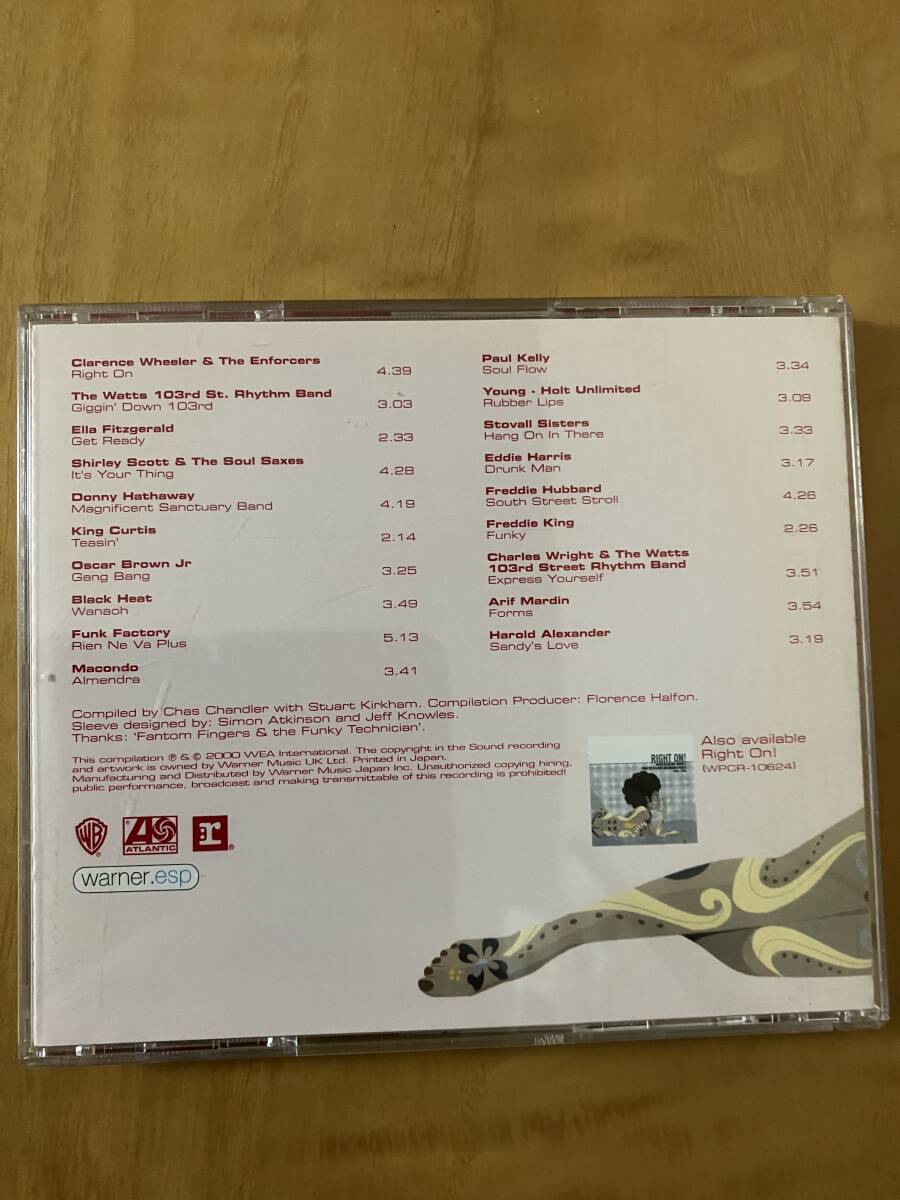 Clarence Wheeler & The Enforcers
Right On 4.39
The Watts 103rd St. Rhythm Band
Giggin' Down 103rd 3.03
Ella Fitzgerald
Get Ready 2.33
Shirley Scott & The Soul Saxes
It's Your Thing 4.28
Donny Hathaway
Magnificent Sanctuary Band 4.19
King Curtis
Teasin' 2.14
Oscar Brown Jr
Gang Bang 3.25
Black Heat
Wanaoh 3.49
Funk Factory
Rien Ne Va Plus 5.13
Macondo
Almendra 3.41
Paul Kelly
Soul Flow 3.34
Young - Holt Unlimited
Rubber Lips 3.09
Stovall Sisters
Hang On In There 3.33
Eddie Harris
Drunk Man 3.17
Freddie Hubbard
South Street Stroll 4.26
Freddie King
Funky 2.26
Charles Wright & The Watts
103rd Street Rhythm Band
Express Yourself 3.51
Arif Mardin
Forms 3.54
Harold Alexander
Sandy's Love 3.19
Compiled by Chas Chandler with Stuart Kirkham. Compilation Producer: Florence Halfon.
Sleeve designed by: Simon Atkinson and Jeff Knowles.
Thanks: 'Fantom Fingers & the Funky Technician'.
This compilation ℗ & © 2000 WEA International. The copyright in the Sound recording
and artwork is owned by Warner Music UK Ltd. Printed in Japan.
Manufacturing and Distributed by Warner Music Japan Inc. Unauthorized copying hiring,
public performance, broadcast and making transmittable of this recording is prohibited!
RIGHT ON!
Also available
Right On!
(WPCR-10624)
WB
ATLANTIC
r
warner.esp